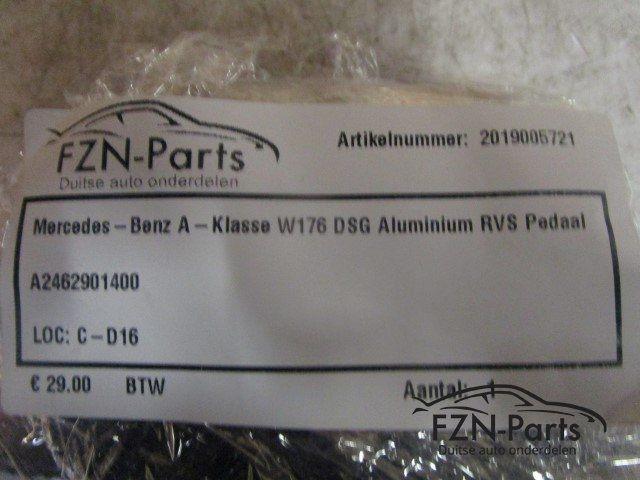 FZN-Parts
Duitse auto onderdelen
Artikelnummer: 2019005721
Mercedes-Benz A-Klasse W176 DSG Aluminium RVS Pedaal
A2462901400
LOC: C-D16
€ 29.00 BTW
Aantal: 1
FZN-Parts
Duitse auto onderdelen